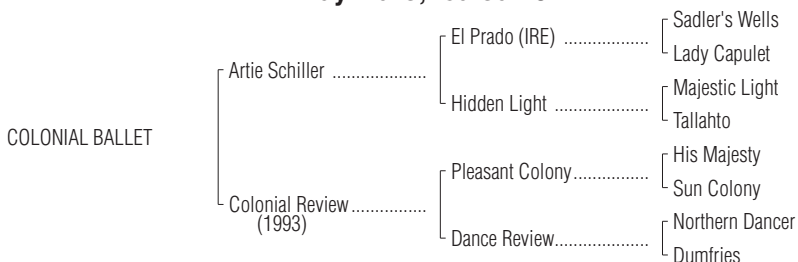 Sadler's Wells
El Prado (IRE) ..................
Lady Capulet
Artie Schiller ....................
Majestic Light
Hidden Light ....................
Tallahto
COLONIAL BALLET
His Majesty
Pleasant Colony................
Sun Colony
Colonial Review................
(1993)
Northern Dancer
Dance Review....................
Dumfries